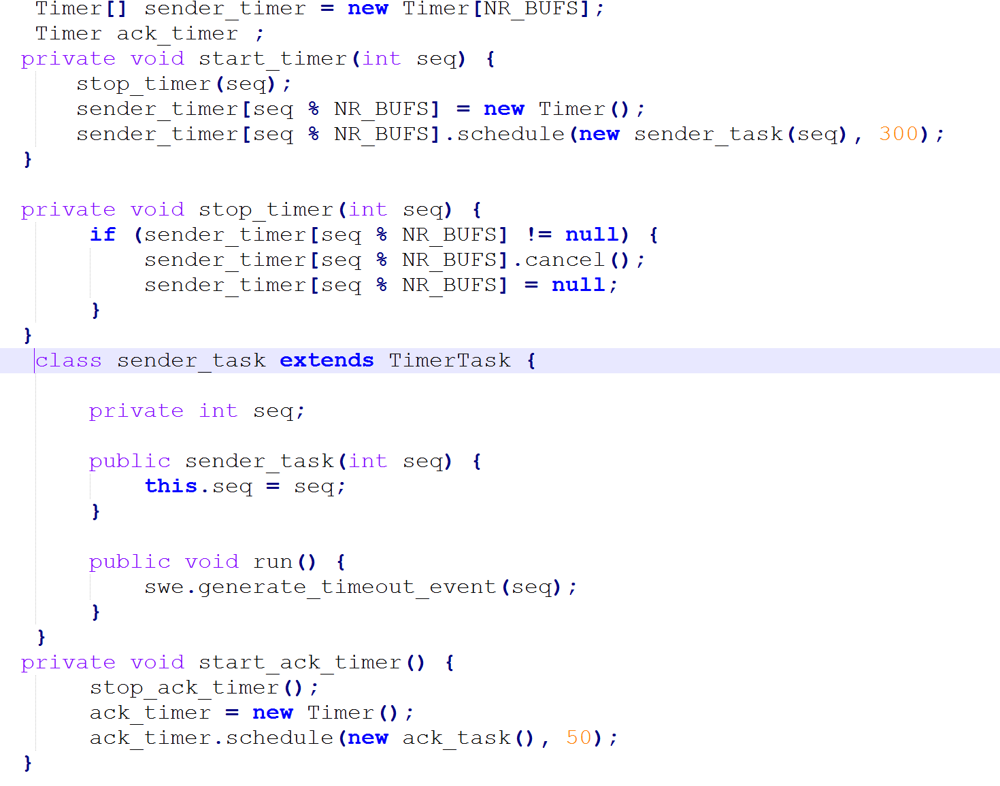 Timer[] sender_timer = new Timer[NR_BUFS];
Timer ack_timer ;
private void start_timer(int seq) {
stop_timer(seq);
sender_timer[seq % NR_BUFS] = new Timer();
sender_timer[seq % NR_BUFS].schedule(new sender_task(seq), 300);
}
private void stop_timer(int seq) {
if (sender_timer[seq % NR_BUFS] != null) {
sender_timer[seq % NR_BUFS].cancel();
sender_timer[seq % NR_BUFS] = null;
}
}
class sender_task extends TimerTask {
private int seq;
public sender_task(int seq) {
this.seq = seq;
}
public void run() {
swe.generate_timeout_event(seq);
}
}
private void start_ack_timer() {
stop_ack_timer();
ack_timer = new Timer();
ack_timer.schedule(new ack_task(), 50);
}